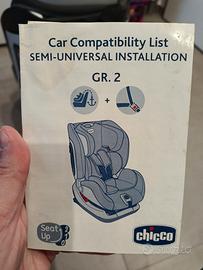 Car Compatibility List
SEMI-UNIVERSAL INSTALLATION
GR. 2
+
Seat
Up
chicco